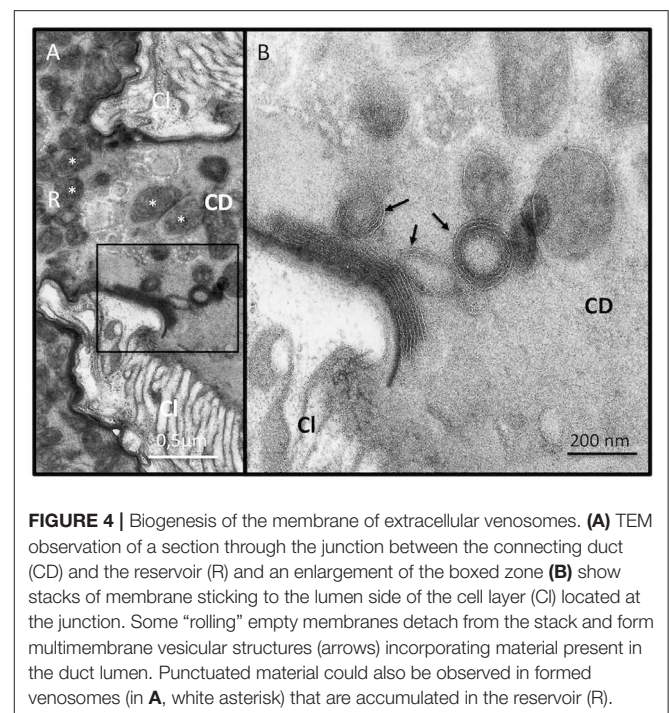 A
B
Cl
R
*
*
*
*
CD
CD
Cl
Cl
0,5µm
200 nm
FIGURE 4 | Biogenesis of the membrane of extracellular venosomes. (A) TEM
observation of a section through the junction between the connecting duct
(CD) and the reservoir (R) and an enlargement of the boxed zone (B) show
stacks of membrane sticking to the lumen side of the cell layer (Cl) located at
the junction. Some “rolling” empty membranes detach from the stack and form
multimembrane vesicular structures (arrows) incorporating material present in
the duct lumen. Punctuated material could also be observed in formed
venosomes (in A, white asterisk) that are accumulated in the reservoir (R).